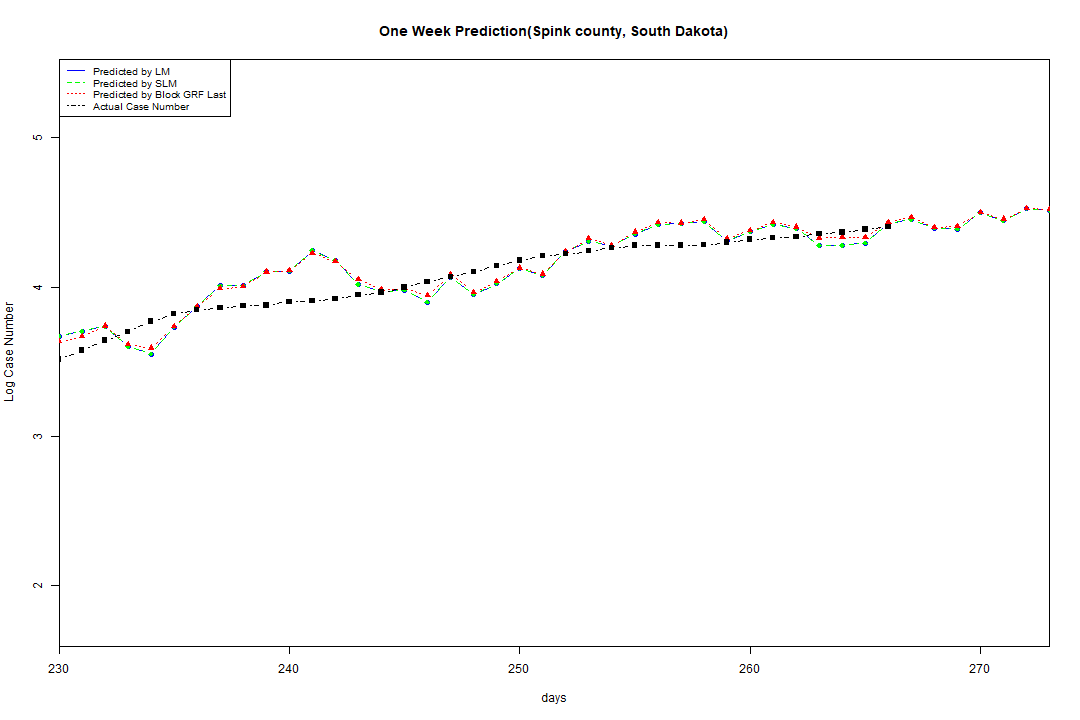 One Week Prediction(Spink county, South Dakota)
Predicted by LM
Predicted by SLM
Predicted by Block GRF Last
Actual Case Number
5
4
3
2
Log Case Number
230 240 250 260 270
days